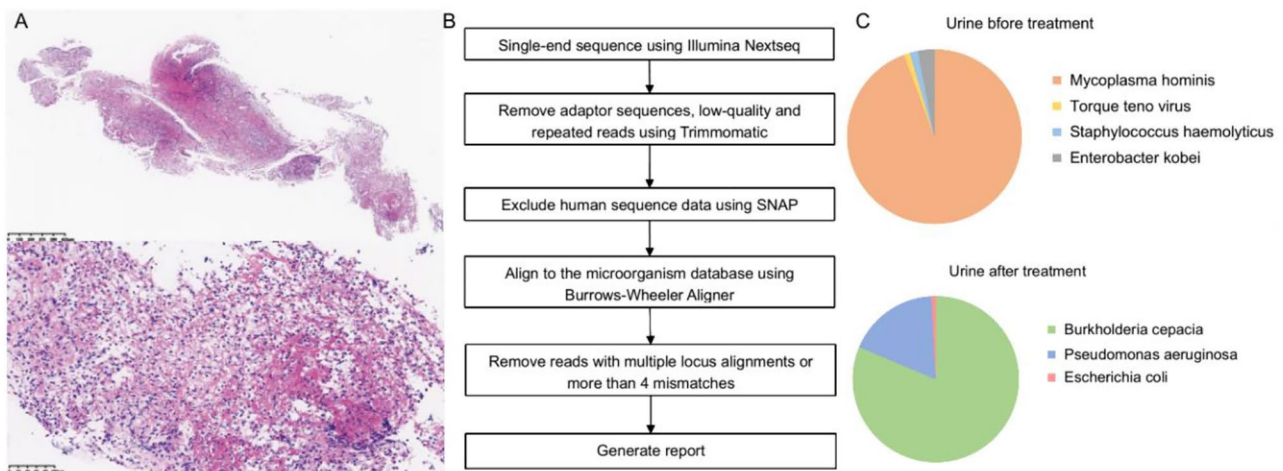 A
B
Single-end sequence using Illumina Nextseq
Remove adaptor sequences, low-quality and
repeated reads using Trimmomatic
Exclude human sequence data using SNAP
Align to the microorganism database using
Burrows-Wheeler Aligner
Remove reads with multiple locus alignments or
more than 4 mismatches
Generate report
C
Urine bfore treatment
Mycoplasma hominis
Torque teno virus
Staphylococcus haemolyticus
Enterobacter kobei
Urine after treatment
Burkholderia cepacia
Pseudomonas aeruginosa
Escherichia coli